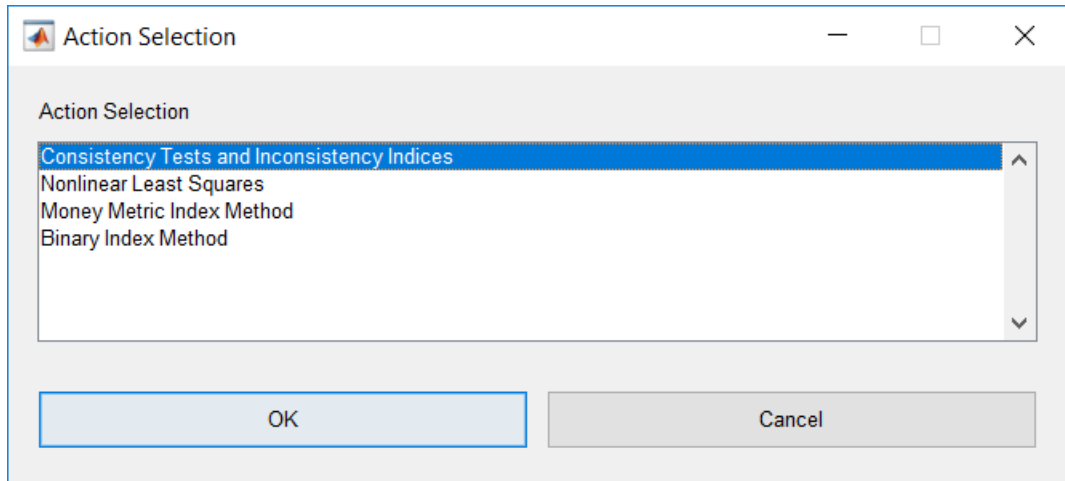 Action Selection
Action Selection
Consistency Tests and Inconsistency Indices
Nonlinear Least Squares
Money Metric Index Method
Binary Index Method
OK
Cancel